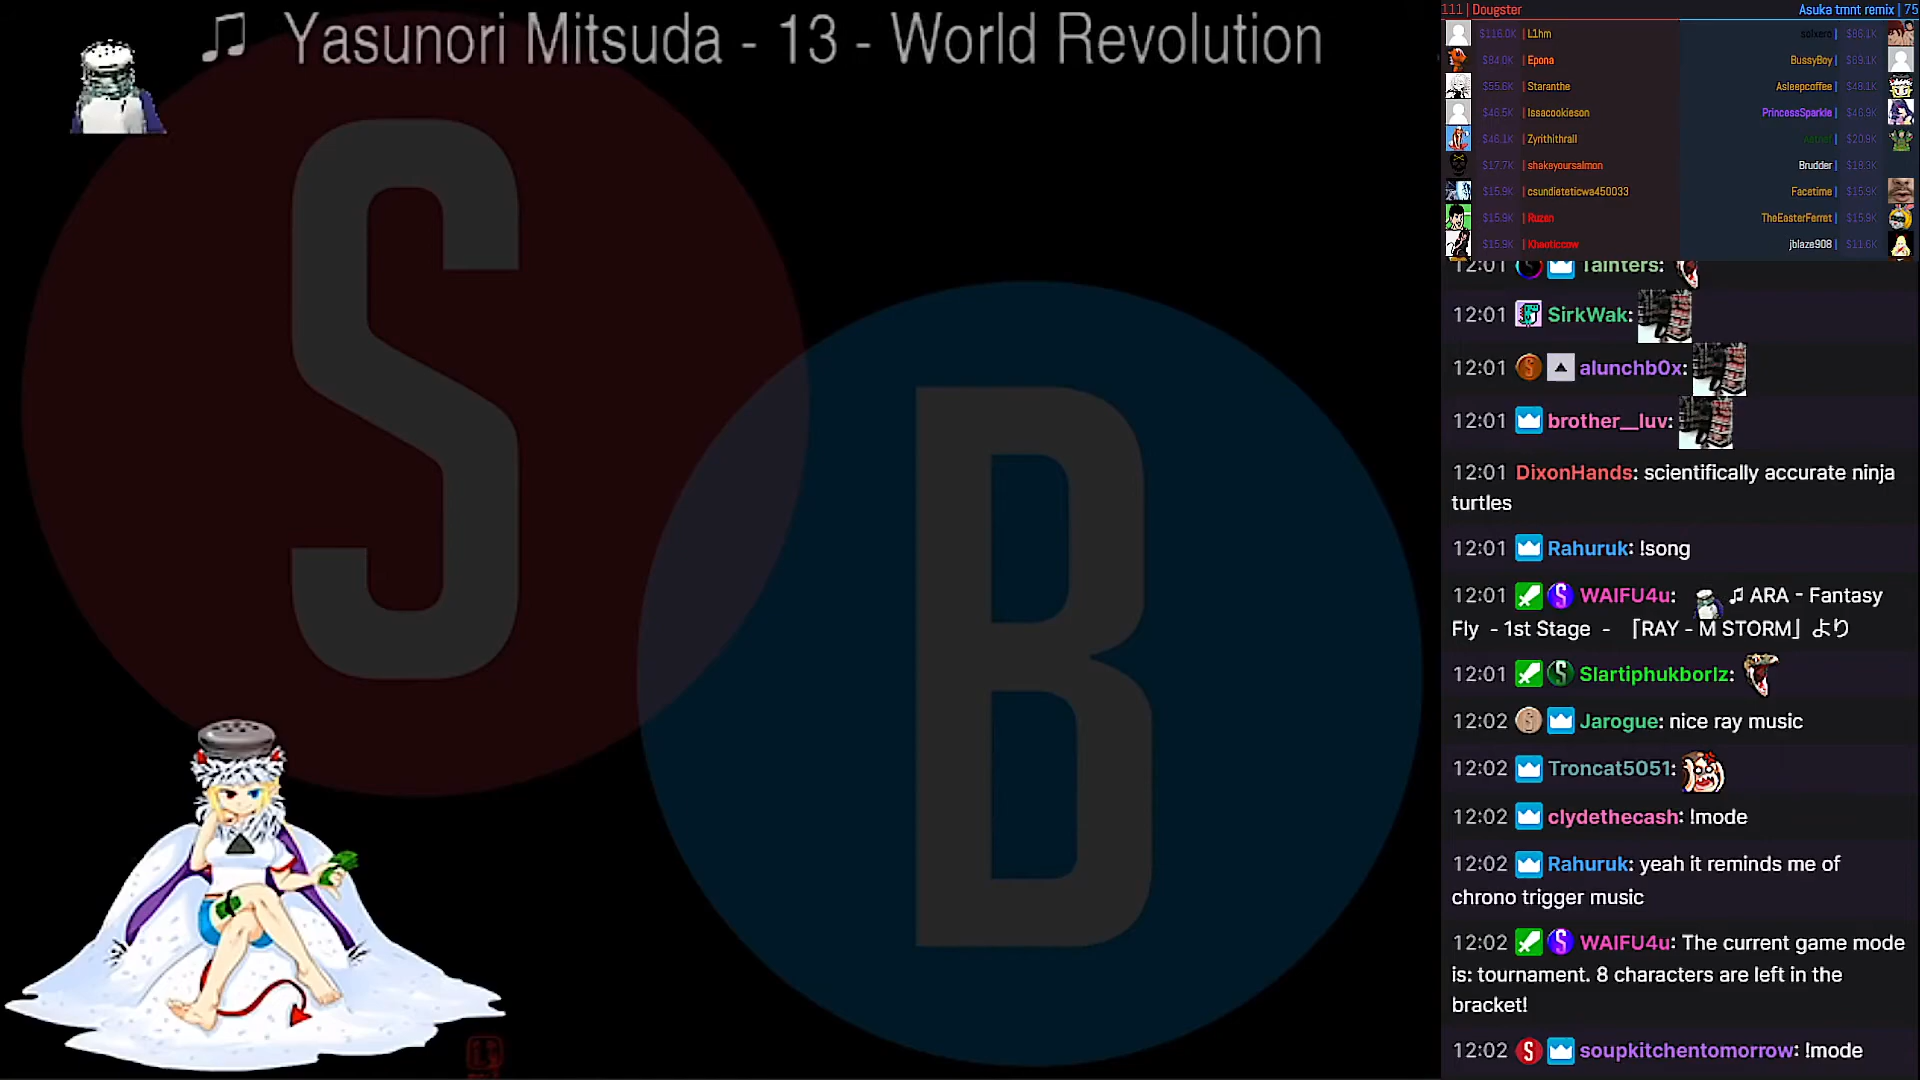 ♫ Yasunori Mitsuda - 13 - World Revolution
S
B
111 | Dougster
Asuka tmnt remix | 75
$116.0K | L1hm
solxero | $86.1K
$84.0K | Epona
BussyBoy | $69.1K
$55.6K | Staranthe
Asleepcoffee | $48.1K
$46.5K | Issacookieson
PrincessSparkle | $46.9K
$46.1K | Zyrithithrall
$20.9K
$17.7K | shakeyoursalmon
Brudder | $18.3K
$15.9K | csundieteticwa450033
Facetime | $15.9K
$15.9K | Ruzen
TheEasterFerret | $15.9K
$15.9K | Khaoticcow
jblaze908 | $11.6K
12:01 Tainters:
12:01 SirkWak:
12:01 alunchb0x:
12:01 brother__luv:
12:01 DixonHands: scientifically accurate ninja
turtles
12:01 Rahuruk: !song
12:01 WAIFU4u: ♫ ARA - Fantasy
Fly - 1st Stage - 「RAY - M STORM」より
12:01 Slartiphukborlz:
12:02 Jarogue: nice ray music
12:02 Troncat5051:
12:02 clydethecash: !mode
12:02 Rahuruk: yeah it reminds me of
chrono trigger music
12:02 WAIFU4u: The current game mode
is: tournament. 8 characters are left in the
bracket!
12:02 soupkitchentomorrow: !mode